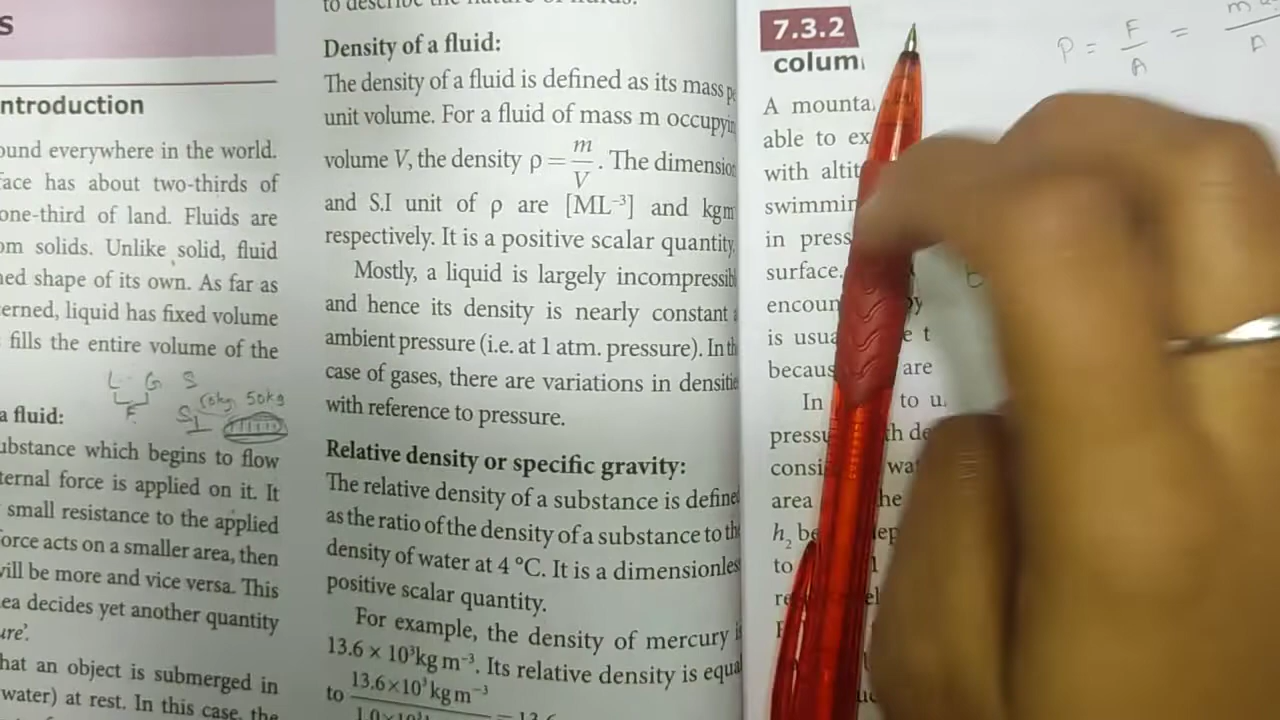 s
ntroduction
ound everywhere in the world.
face has about two-thirds of
one-third of land. Fluids are
om solids. Unlike solid, fluid
ned shape of its own. As far as
erned, liquid has fixed volume
fills the entire volume of the
L G S
F
S L 50kg
a fluid:
ubstance which begins to flow
ternal force is applied on it. It
small resistance to the applied
orce acts on a smaller area, then
will be more and vice versa. This
ea decides yet another quantity
ure'.
hat an object is submerged in
water) at rest. In this case, the
to describe the nature of fluids.
Density of a fluid:
The density of a fluid is defined as its mass pe
unit volume. For a fluid of mass m occupyin
volume V, the density ρ = m/V. The dimension
and S.I unit of ρ are [ML⁻³] and kgm
respectively. It is a positive scalar quantity.
Mostly, a liquid is largely incompressib
and hence its density is nearly constant a
ambient pressure (i.e. at 1 atm. pressure). In th
case of gases, there are variations in densitie
with reference to pressure.
Relative density or specific gravity:
The relative density of a substance is define
as the ratio of the density of a substance to th
density of water at 4 °C. It is a dimensionles
positive scalar quantity.
For example, the density of mercury i
13.6 × 10³kg m⁻³. Its relative density is equa
to 13.6×10³ kg m⁻³
7.3.2
colum
P = F/A = m/A
A mounta
able to ex
with altit
swimmin
in press
surface.
encoun by
is usua e t
becaus are
In to u
pressu th de
consi wa
area he
h₂ be dep
to